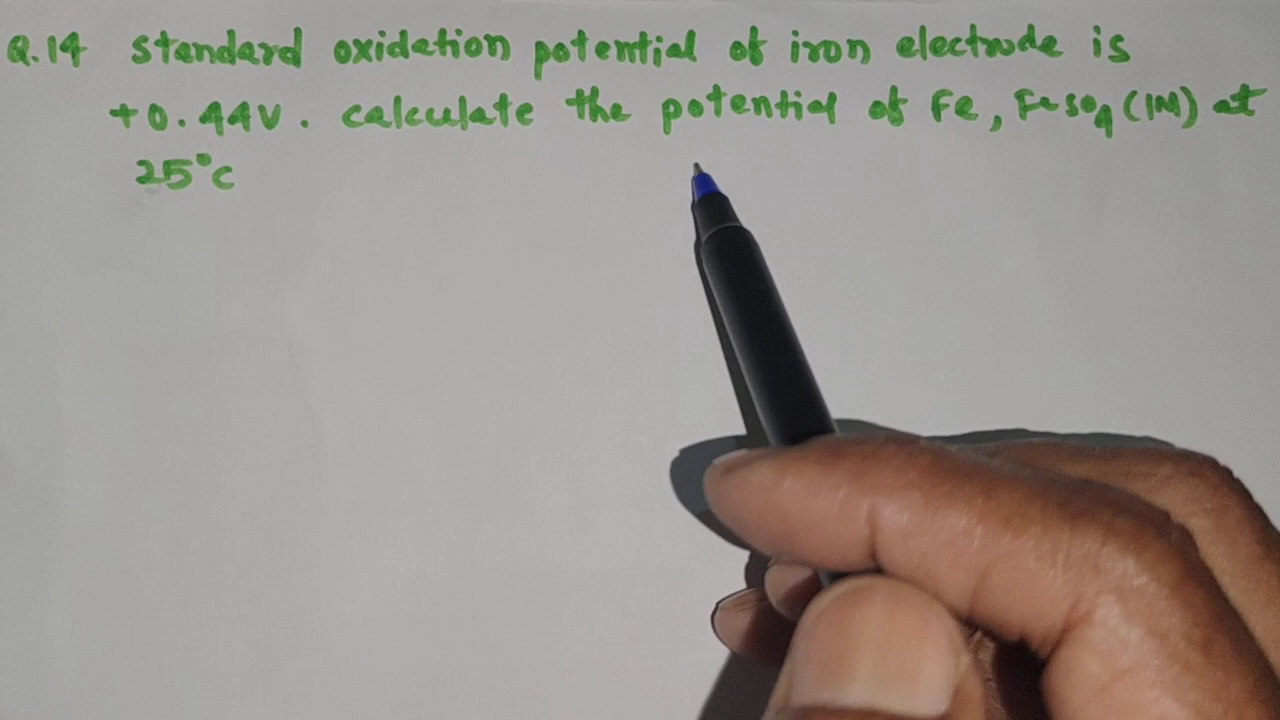 Q.14 Standard oxidation potential of iron electrode is
+0.44V. calculate the potential of Fe, FeSO4 (1M) at
25°c